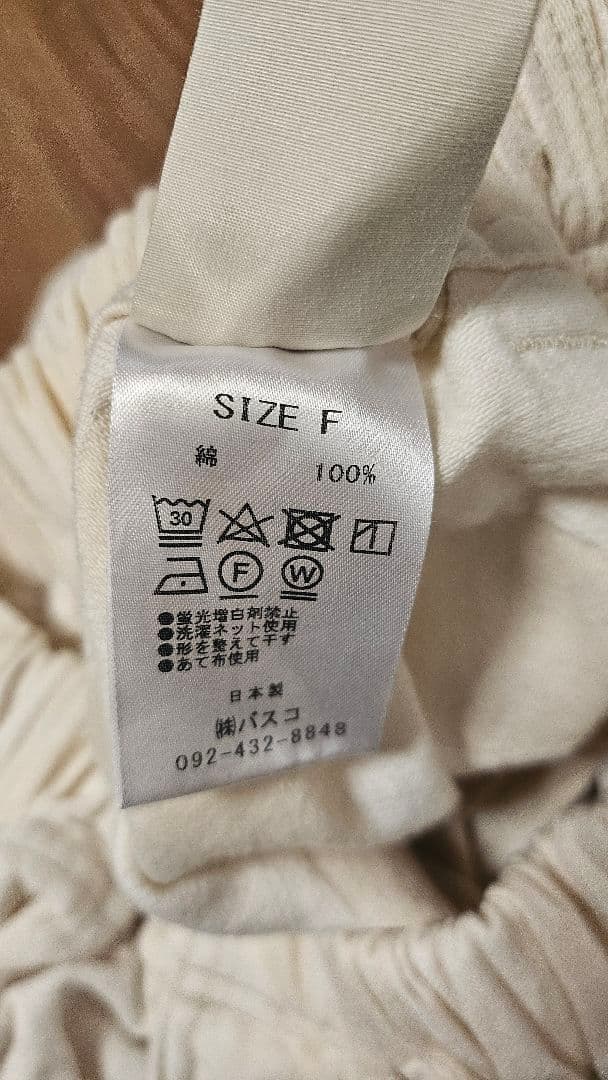 SIZE F
綿 100%
30
F W
●蛍光増白剤禁止
●洗濯ネット使用
●形を整えて干す
●あて布使用
日本製
㈱パスコ
092-432-8848